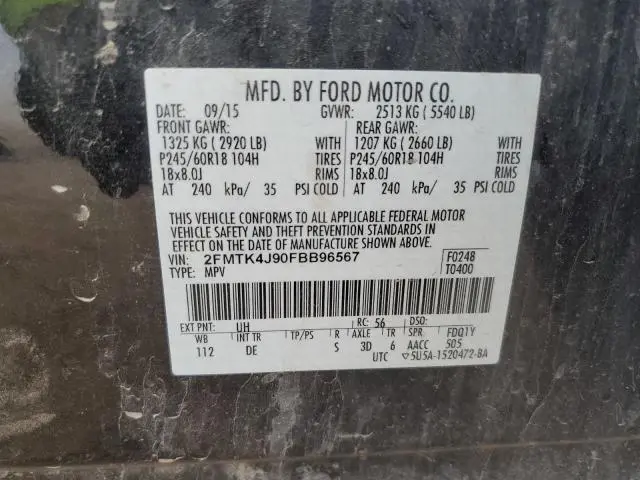 MFD. BY FORD MOTOR CO.
DATE: 09/15 GVWR: 2513 KG ( 5540 LB)
FRONT GAWR: REAR GAWR:
1325 KG ( 2920 LB) WITH 1207 KG ( 2660 LB) WITH
P245/60R18 104H TIRES P245/60R18 104H TIRES
18x8.0J RIMS 18x8.0J RIMS
AT 240 kPa/ 35 PSI COLD AT 240 kPa/ 35 PSI COLD
THIS VEHICLE CONFORMS TO ALL APPLICABLE FEDERAL MOTOR
VEHICLE SAFETY AND THEFT PREVENTION STANDARDS IN
EFFECT ON THE DATE OF MANUFACTURE SHOWN ABOVE.
VIN: 2FMTK4J90FBB96567 F0248
TYPE: MPV T0400
EXT PNT: UH RC: 56 DSO:
WB INT TR TP/PS R AXLE TR SPR FDQ1Y
112 DE S 3D 6 AACC 505
UTC ▽5U5A-1520472-BA